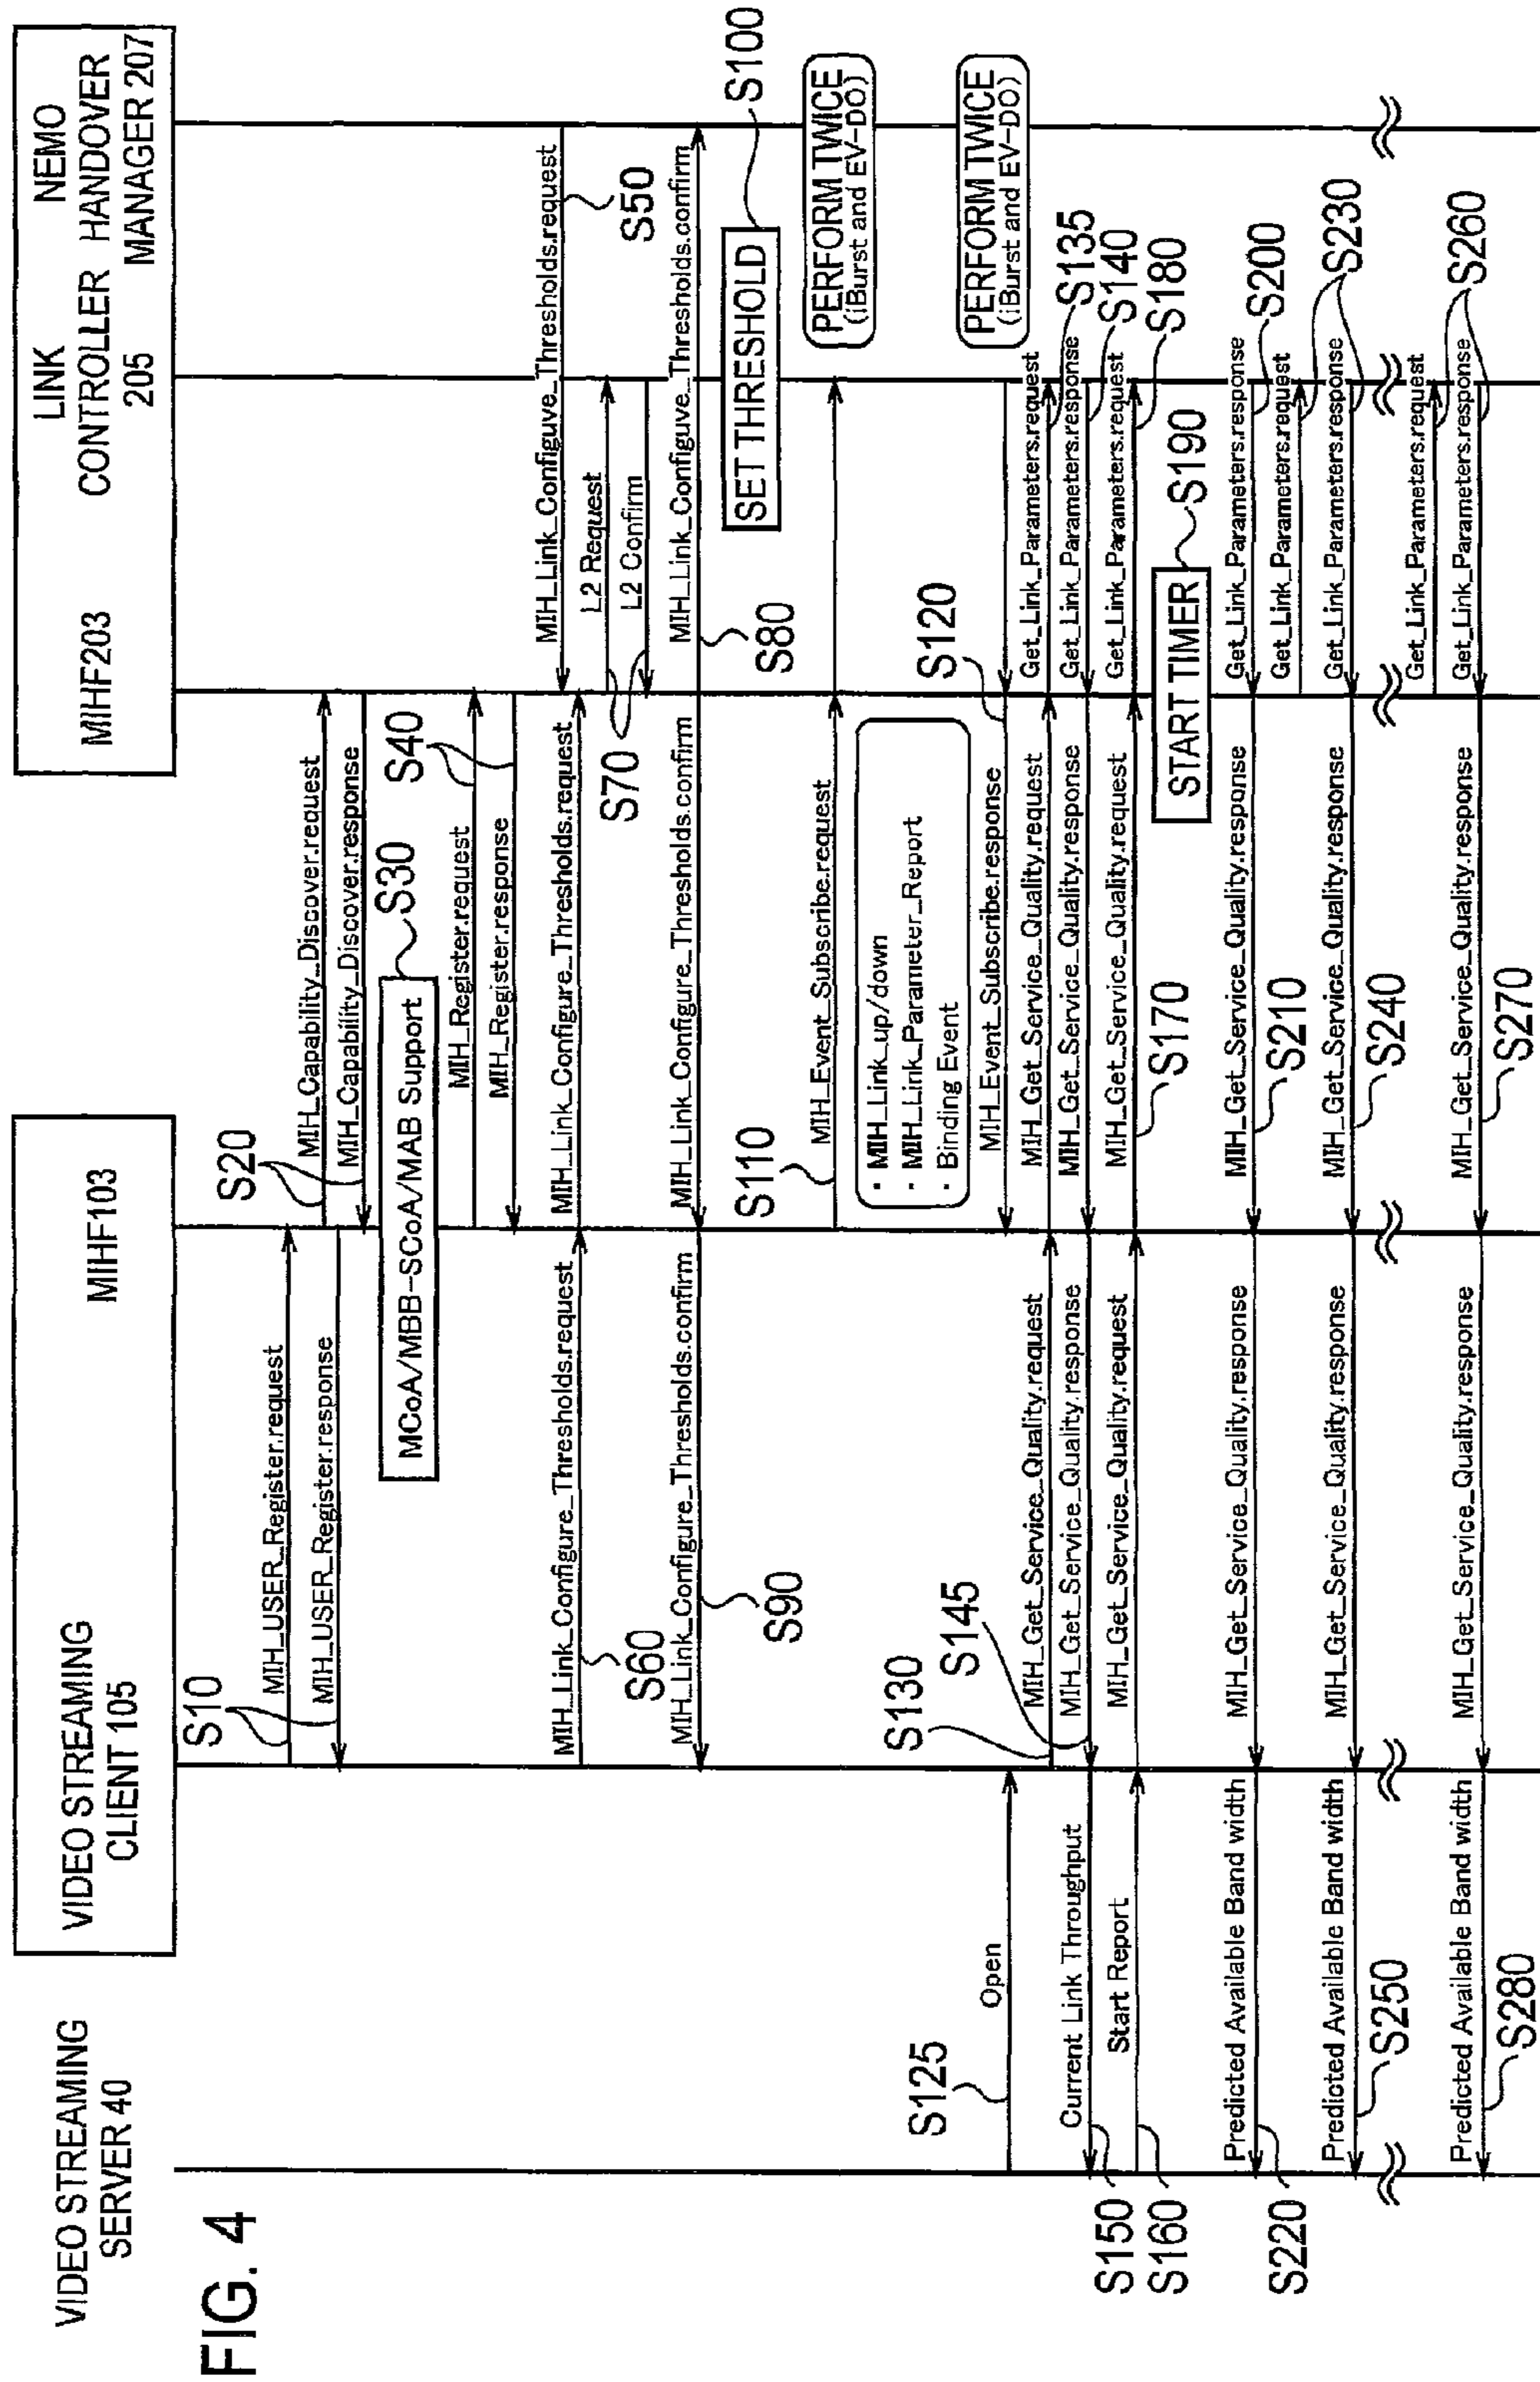 FIG. 4
VIDEO STREAMING
SERVER 40
VIDEO STREAMING
CLIENT 105
MIHF103
MIHF203
LINK
CONTROLLER
205
NEMO
HANDOVER
MANAGER 207
S10
MIH_USER_Register.request
MIH_USER_Register.response
S20
MIH_Capability_Discover.request
MIH_Capability_Discover.response
MCoA/MBB-SCoA/MAB Support
S30
S40
MIH_Register.request
MIH_Register.response
MIH_Link_Configuve_Thresholds.request
S50
MIH_Link_Configure_Thresholds.request
MIH_Link_Configure_Thresholds.request
S60
L2 Request
L2 Confirm
S70
MIH_Link_Configure_Thresholds.confirm
MIH_Link_Configure_Thresholds.confirm
MIH_Link_Configuve_Thresholds.confirm
S80
S90
SET THRESHOLD
S100
S110
MIH_Event_Subscribe.request
PERFORM TWICE
(iBurst and EV-DO)
· MIH_Link_up/down
· MIH_Link_Parameter_Report
· Binding Event
S120
MIH_Event_Subscribe.response
PERFORM TWICE
(iBurst and EV-DO)
S125
Open
S130
S145
MIH_Get_Service_Quality.request
MIH_Get_Service_Quality.request
Get_Link_Parameters.request
S135
Current Link Throughput
MIH_Get_Service_Quality.response
MIH_Get_Service_Quality.response
Get_Link_Parameters.response
S140
S150
Start Report
MIH_Get_Service_Quality.request
MIH_Get_Service_Quality.request
Get_Link_Parameters.request
S180
S160
S170
START TIMER
S190
Predicted Available Band width
MIH_Get_Service_Quality.response
MIH_Get_Service_Quality.response
Get_Link_Parameters.response
S200
S220
S210
Get_Link_Parameters.request
S230
Predicted Available Band width
MIH_Get_Service_Quality.response
MIH_Get_Service_Quality.response
Get_Link_Parameters.response
S250
S240
Get_Link_Parameters.request
S260
Predicted Available Band width
MIH_Get_Service_Quality.response
MIH_Get_Service_Quality.response
Get_Link_Parameters.response
S280
S270